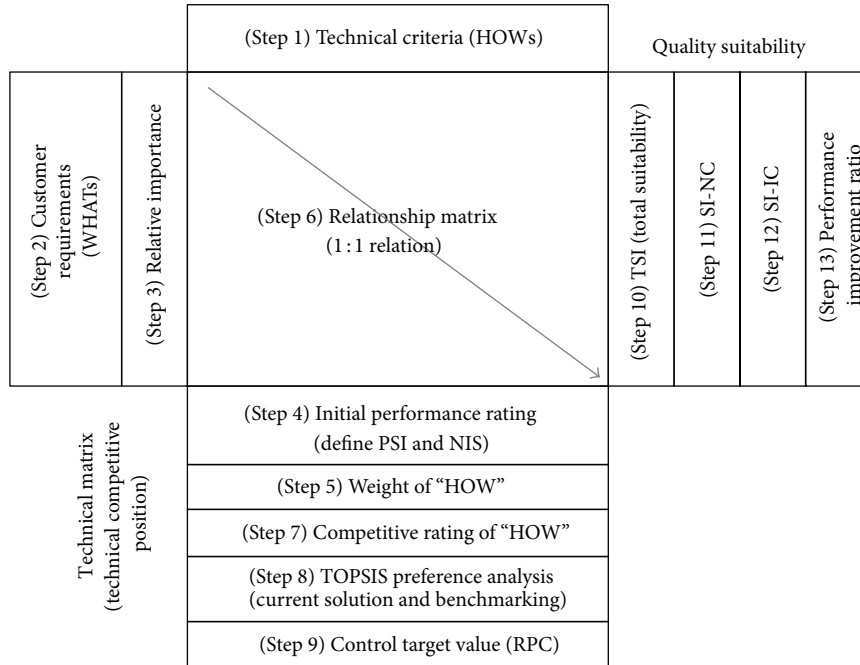 (Step 1) Technical criteria (HOWs)
Quality suitability
(Step 2) Customer
requirements
(WHATs)
(Step 3) Relative importance
(Step 6) Relationship matrix
(1 : 1 relation)
(Step 10) TSI (total suitability)
(Step 11) SI-NC
(Step 12) SI-IC
(Step 13) Performance
improvement ratio
Technical matrix
(technical competitive
position)
(Step 4) Initial performance rating
(define PSI and NIS)
(Step 5) Weight of “HOW”
(Step 7) Competitive rating of “HOW”
(Step 8) TOPSIS preference analysis
(current solution and benchmarking)
(Step 9) Control target value (RPC)